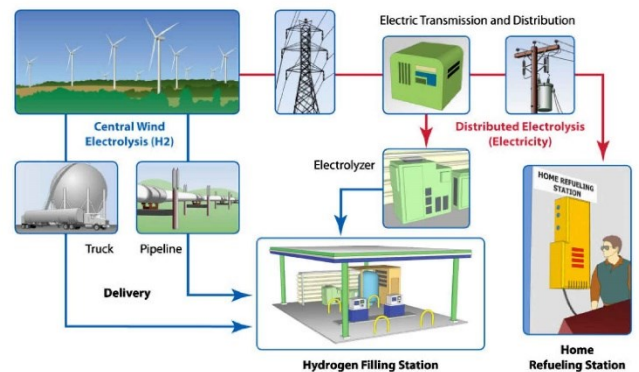 Electric Transmission and Distribution
Central Wind
Electrolysis (H2)
Distributed Electrolysis
(Electricity)
Electrolyzer
HOME REFUELING
STATION
Truck
Pipeline
Delivery
Hydrogen Filling Station
Home
Refueling Station